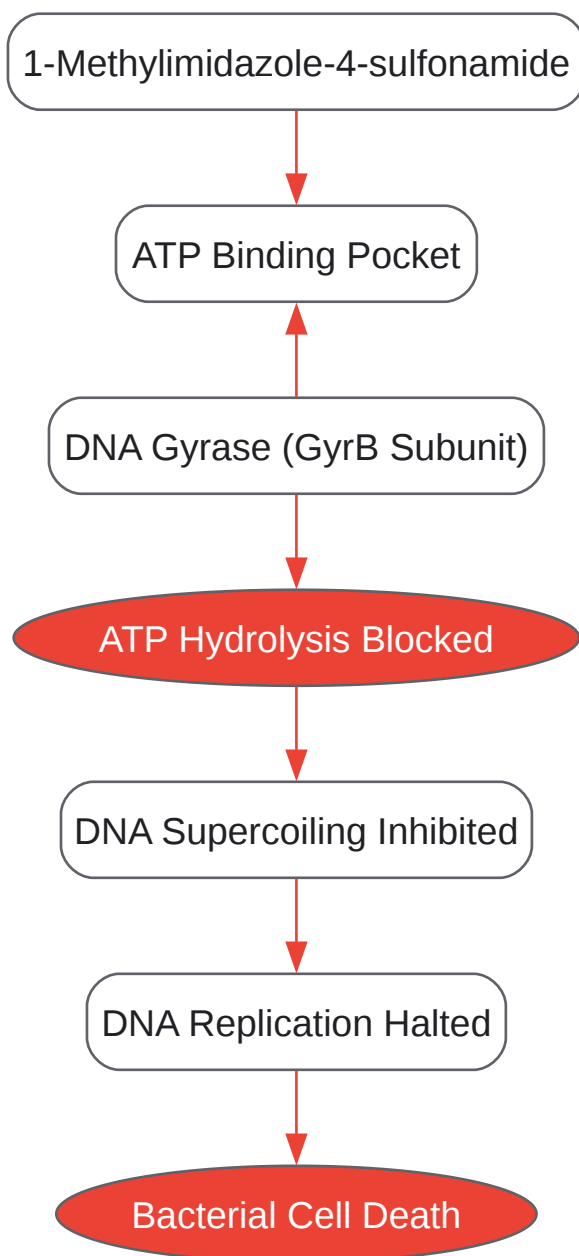 1-Methylimidazole-4-sulfonamide
ATP Binding Pocket
DNA Gyrase (GyrB Subunit)
ATP Hydrolysis Blocked
DNA Supercoiling Inhibited
DNA Replication Halted
Bacterial Cell Death